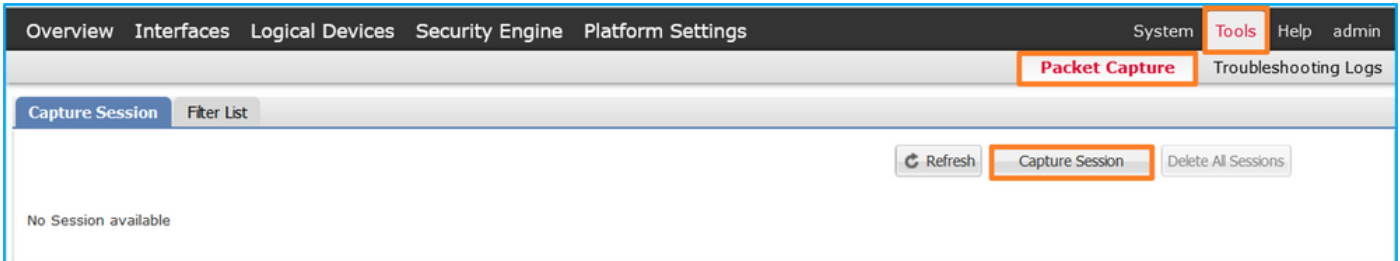 Overview Interfaces Logical Devices Security Engine Platform Settings System Tools Help admin
Packet Capture Troubleshooting Logs
Capture Session Filter List
Refresh Capture Session Delete All Sessions
No Session available